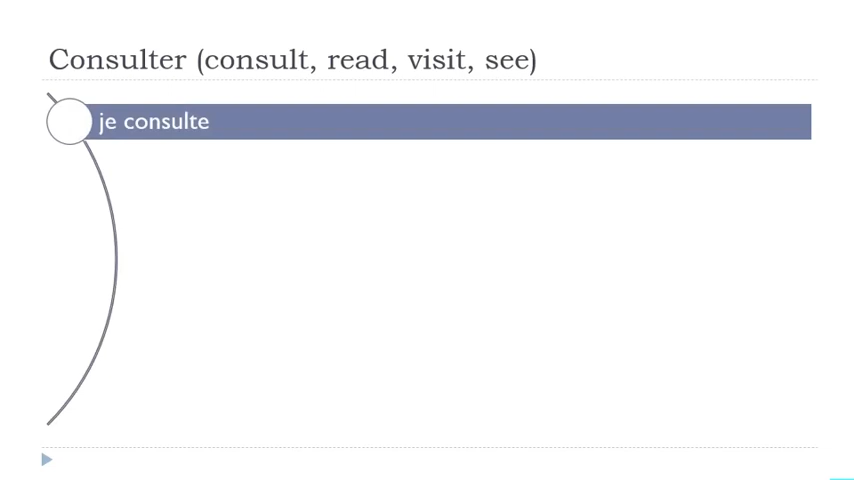 Consulter (consult, read, visit, see)
je consulte